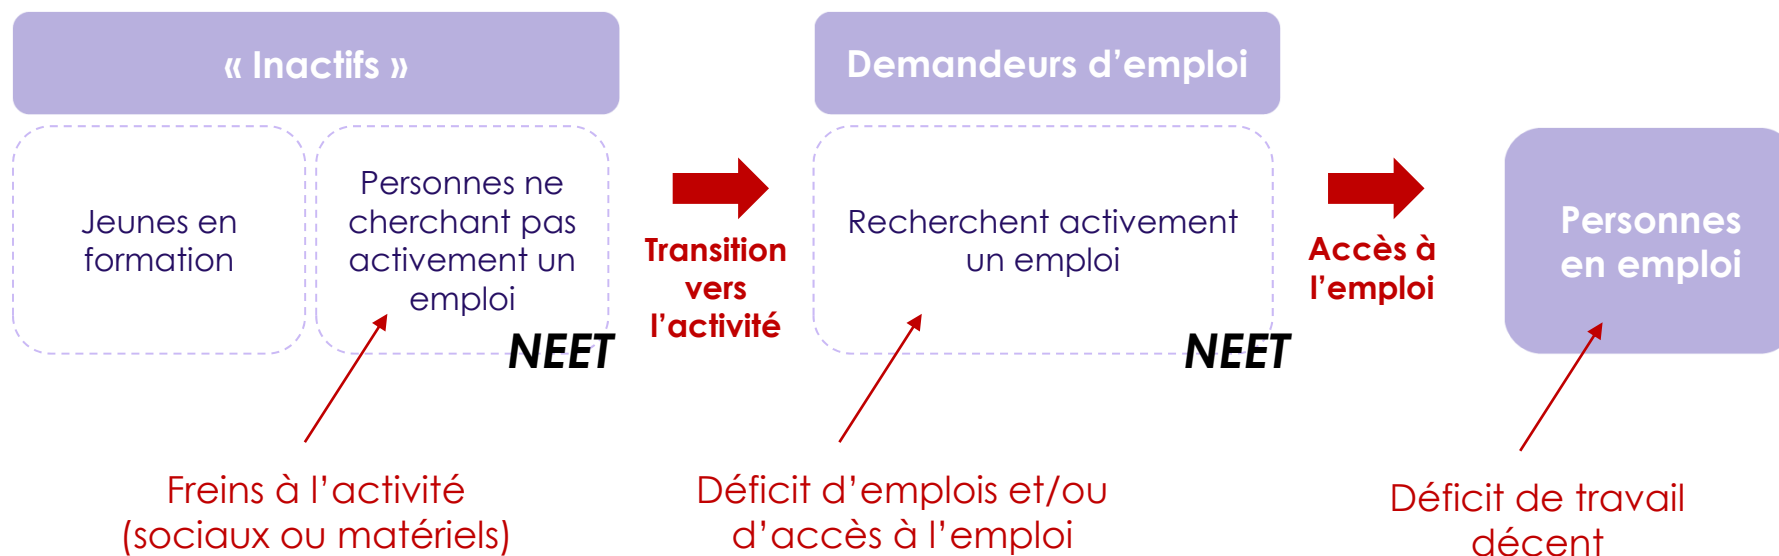 « Inactifs »
Demandeurs d’emploi
Jeunes en
formation
Personnes ne
cherchant pas
activement un
emploi
NEET
Transition
vers
l’activité
Recherchent activement
un emploi
NEET
Accès à
l’emploi
Personnes
en emploi
Freins à l’activité
(sociaux ou matériels)
Déficit d’emplois et/ou
d’accès à l’emploi
Déficit de travail
décent